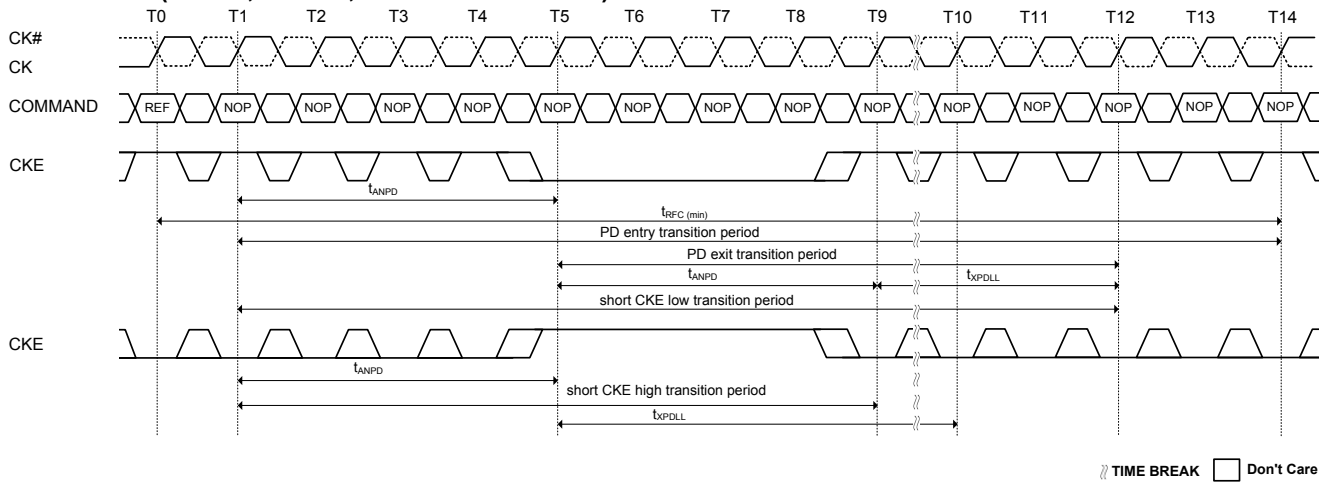 T0 T1 T2 T3 T4 T5 T6 T7 T8 T9 T10 T11 T12 T13 T14
CK#
CK
COMMAND REF NOP NOP NOP NOP NOP NOP NOP NOP NOP NOP NOP NOP NOP NOP
CKE
tANPD
tRFC (min)
PD entry transition period
PD exit transition period
tANPD tXPDLL
short CKE low transition period
CKE
tANPD
short CKE high transition period
tXPDLL
TIME BREAK Don't Care